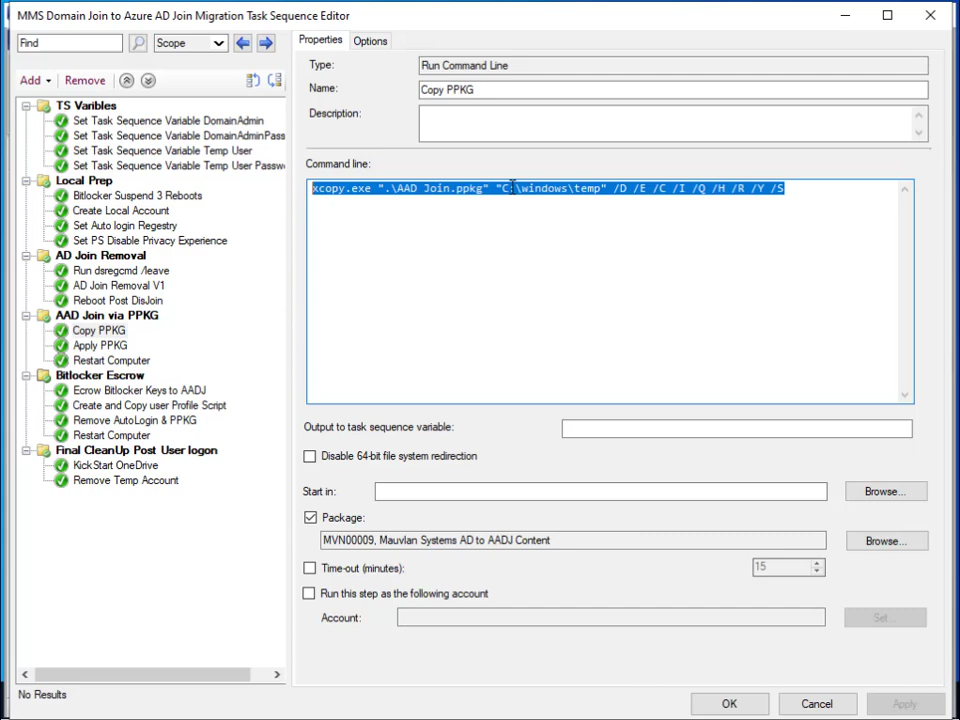 MMS Domain Join to Azure AD Join Migration Task Sequence Editor
Find
Scope
Add
Remove
TS Varibles
Set Task Sequence Variable DomainAdmin
Set Task Sequence Variable DomainAdminPass
Set Task Sequence Variable Temp User
Set Task Sequence Variable Temp User Passwo
Local Prep
Bitlocker Suspend 3 Reboots
Create Local Account
Set Auto login Registry
Set PS Disable Privacy Experience
AD Join Removal
Run dsregcmd /leave
AD Join Removal V1
Reboot Post DisJoin
AAD Join via PPKG
Copy PPKG
Apply PPKG
Restart Computer
Bitlocker Escrow
Ecrow Bitlocker Keys to AADJ
Create and Copy user Profile Script
Remove AutoLogin & PPKG
Restart Computer
Final CleanUp Post User logon
KickStart OneDrive
Remove Temp Account
No Results
Properties
Options
Type:
Run Command Line
Name:
Copy PPKG
Description:
Command line:
xcopy.exe ".\AAD Join.ppkg" "C:\windows\temp" /D /E /C /I /Q /H /R /Y /S
Output to task sequence variable:
Disable 64-bit file system redirection
Start in:
Browse...
Package:
MVN00009, Mauvlan Systems AD to AADJ Content
Browse...
Time-out (minutes):
15
Run this step as the following account
Account:
Set...
OK
Cancel
Apply